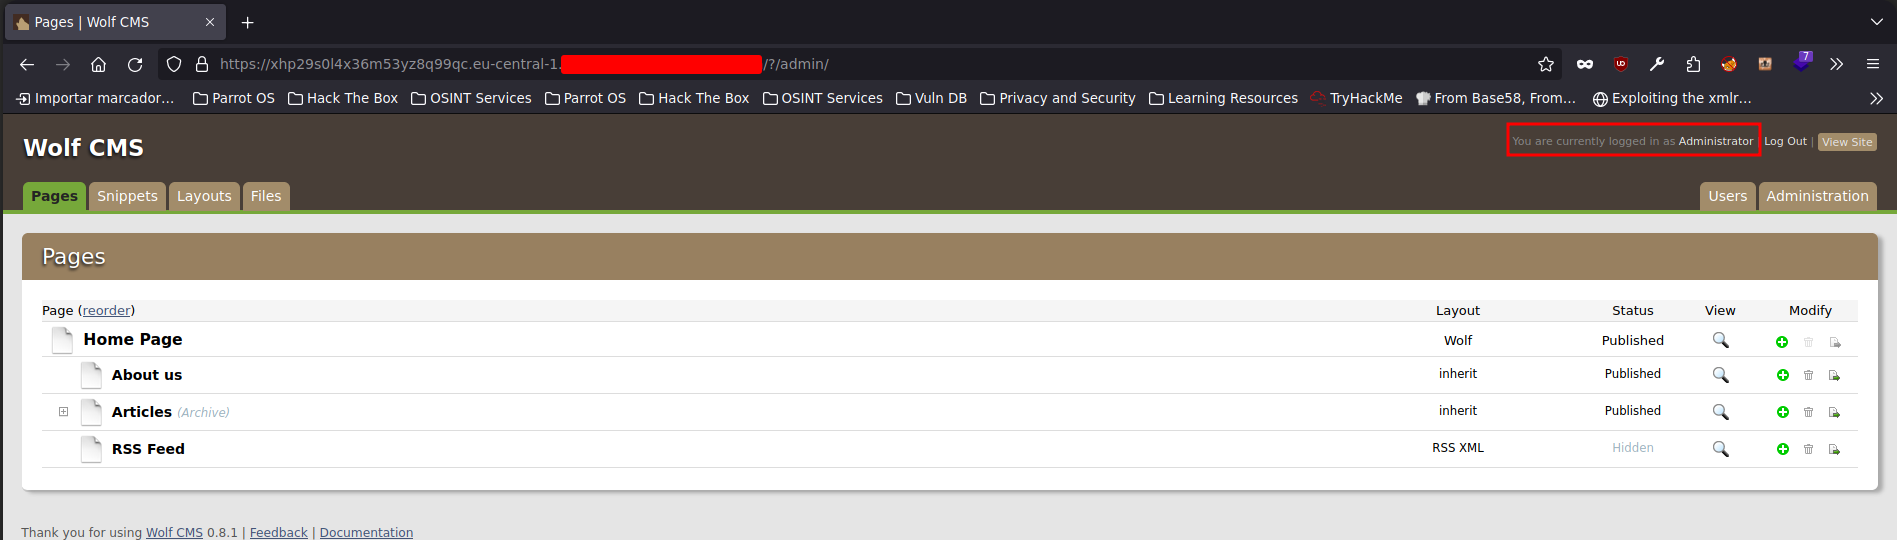 Pages | Wolf CMS
https://xhp29s0l4x36m53yz8q99qc.eu-central-1. /?/admin/
7
Importar marcador... Parrot OS Hack The Box OSINT Services Parrot OS Hack The Box OSINT Services Vuln DB Privacy and Security Learning Resources TryHackMe From Base58, From... Exploiting the xmlr...
Wolf CMS
You are currently logged in as Administrator | Log Out | View Site
Pages Snippets Layouts Files Users Administration
Pages
Page (reorder) Layout Status View Modify
Home Page Wolf Published
About us inherit Published
Articles (Archive) inherit Published
RSS Feed RSS XML Hidden
Thank you for using Wolf CMS 0.8.1 | Feedback | Documentation